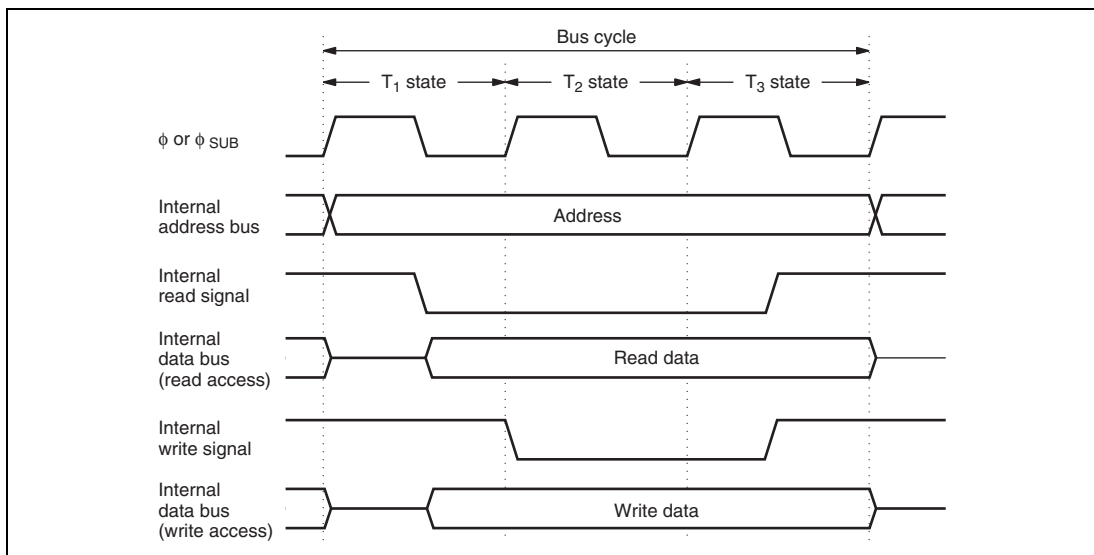 Bus cycle
T₁ state
T₂ state
T₃ state
ϕ or ϕ SUB
Internal
address bus
Address
Internal
read signal
Internal
data bus
(read access)
Read data
Internal
write signal
Internal
data bus
(write access)
Write data